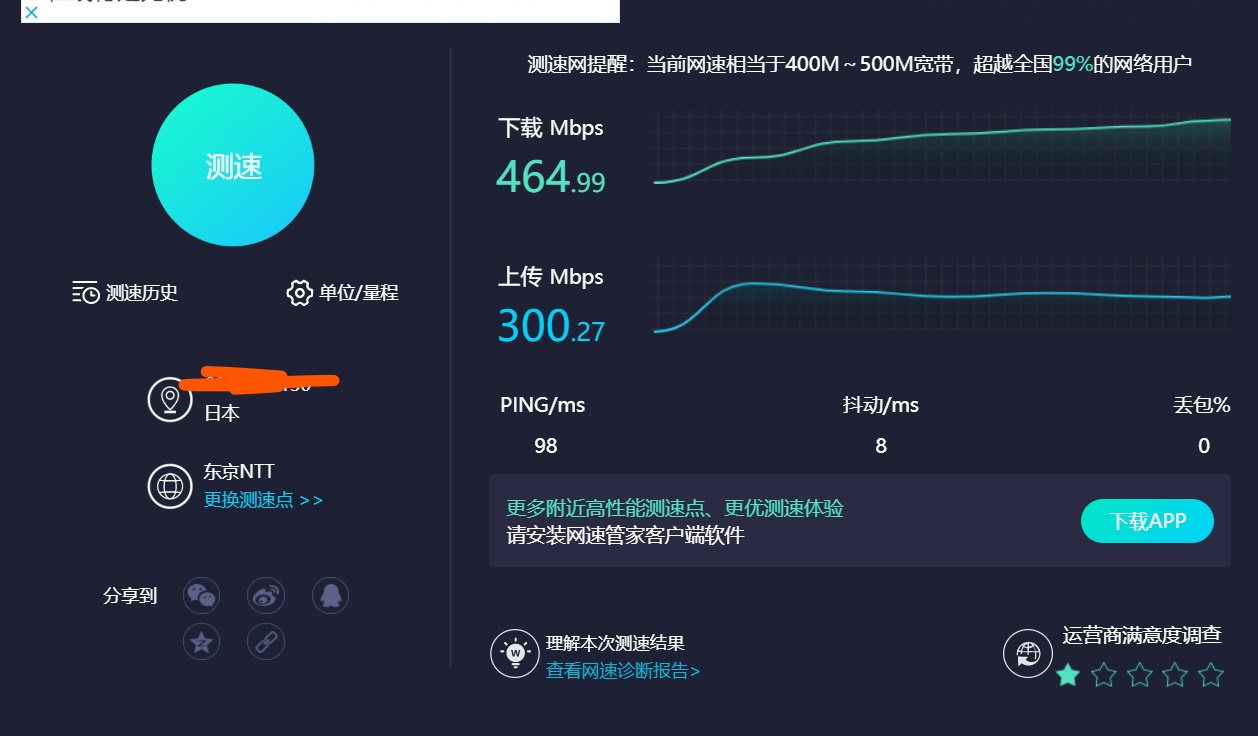 测速网提醒：当前网速相当于400M～500M宽带，超越全国99%的网络用户
测速
下载 Mbps
464.99
上传 Mbps
300.27
测速历史
单位/量程
日本
东京NTT
更换测速点 >>
PING/ms
抖动/ms
丢包%
98
8
0
更多附近高性能测速点、更优测速体验
请安装网速管家客户端软件
下载APP
分享到
理解本次测速结果
查看网速诊断报告>
运营商满意度调查